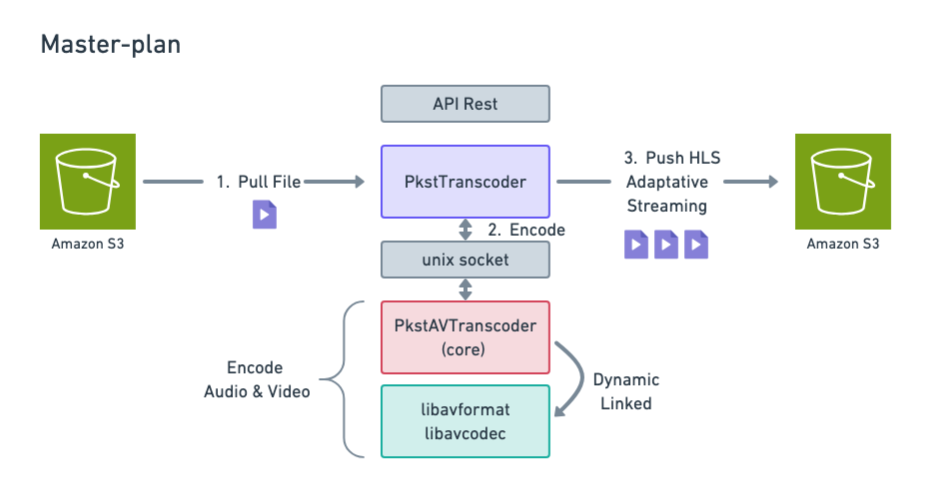 Master-plan
API Rest
Amazon S3
1. Pull File
PkstTranscoder
3. Push HLS
Adaptative
Streaming
Amazon S3
2. Encode
unix socket
PkstAVTranscoder
(core)
Encode
Audio & Video
Dynamic
Linked
libavformat
libavcodec